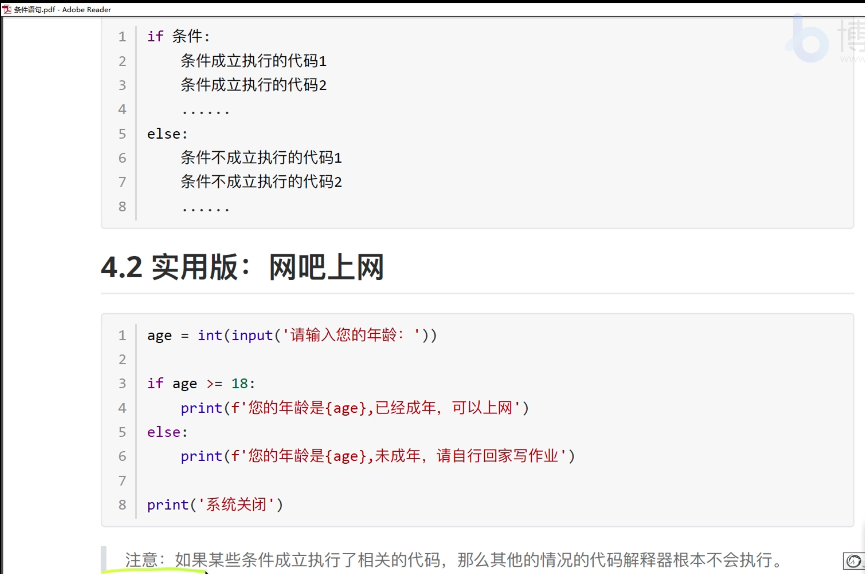 条件语句.pdf - Adobe Reader
1 if 条件:
2 条件成立执行的代码1
3 条件成立执行的代码2
4 ......
5 else:
6 条件不成立执行的代码1
7 条件不成立执行的代码2
8 ......
4.2 实用版：网吧上网
1 age = int(input('请输入您的年龄：'))
2
3 if age >= 18:
4 print(f'您的年龄是{age},已经成年，可以上网')
5 else:
6 print(f'您的年龄是{age},未成年，请自行回家写作业')
7
8 print('系统关闭')
注意：如果某些条件成立执行了相关的代码，那么其他的情况的代码解释器根本不会执行。